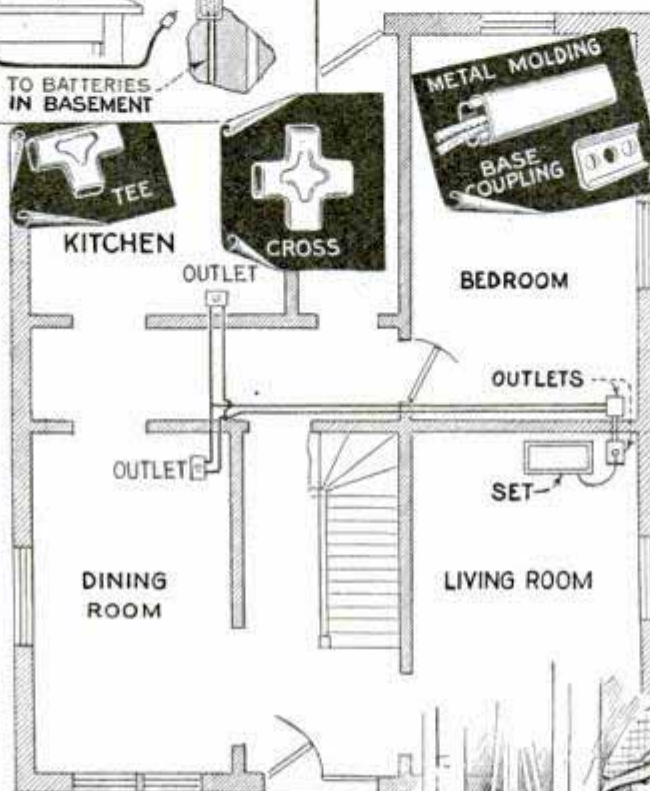 TO BATTERIES
IN BASEMENT
METAL MOLDING
BASE
COUPLING
TEE
CROSS
KITCHEN
OUTLET
BEDROOM
OUTLETS
OUTLET
SET
DINING
ROOM
LIVING ROOM